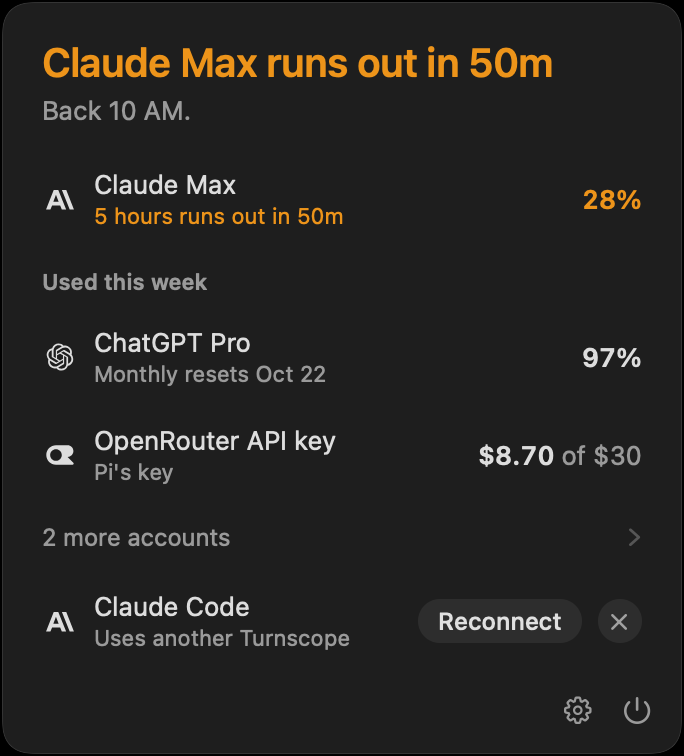 Claude Max runs out in 50m
Back 10 AM.
Claude Max
5 hours runs out in 50m
28%
Used this week
ChatGPT Pro
Monthly resets Oct 22
97%
OpenRouter API key
Pi's key
$8.70 of $30
2 more accounts
Claude Code
Uses another Turnscope
Reconnect